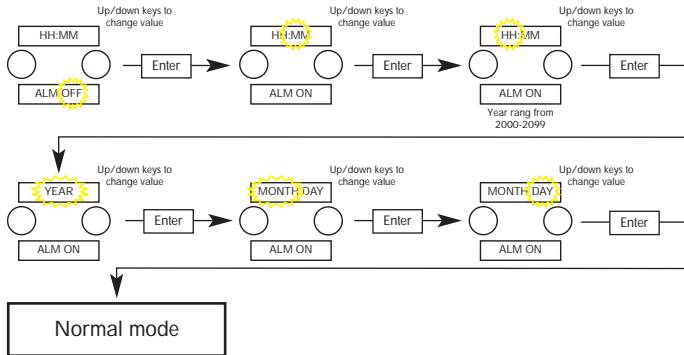 Up/down keys to
change value
Up/down keys to
change value
Up/down keys to
change value
HH:MM
HH:MM
HH:MM
Enter
Enter
Enter
ALM OFF
ALM ON
ALM ON
Year rang from
2000-2099
Up/down keys to
change value
Up/down keys to
change value
Up/down keys to
change value
YEAR
MONTH DAY
MONTH DAY
Enter
Enter
Enter
ALM ON
ALM ON
ALM ON
Normal mode